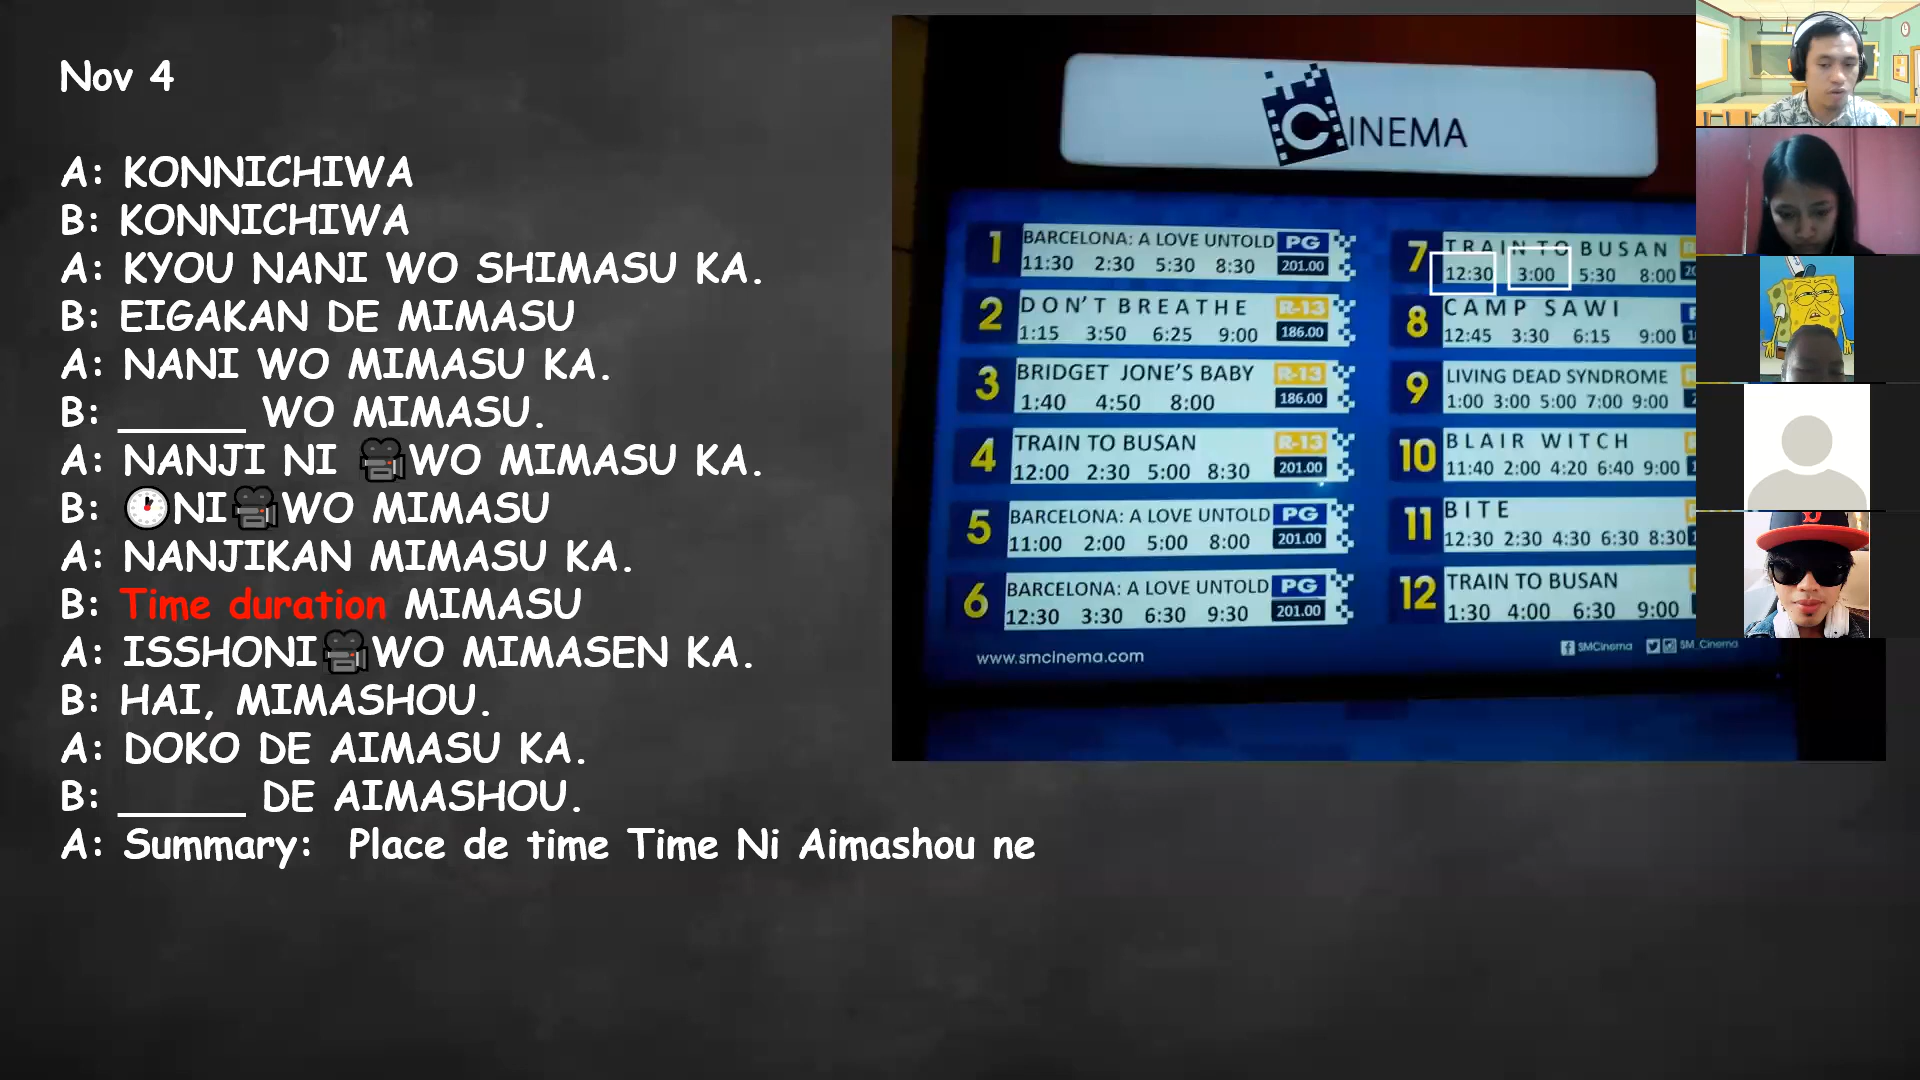 Nov 4
A: KONNICHIWA
B: KONNICHIWA
A: KYOU NANI WO SHIMASU KA.
B: EIGAKAN DE MIMASU
A: NANI WO MIMASU KA.
B: _____ WO MIMASU.
A: NANJI NI 🎥WO MIMASU KA.
B: 🕐NI🎥WO MIMASU
A: NANJIKAN MIMASU KA.
B: Time duration MIMASU
A: ISSHONI🎥WO MIMASEN KA.
B: HAI, MIMASHOU.
A: DOKO DE AIMASU KA.
B: _____ DE AIMASHOU.
A: Summary: Place de time Time Ni Aimashou ne
CINEMA
1 BARCELONA: A LOVE UNTOLD PG
11:30 2:30 5:30 8:30 201.00
2 DON'T BREATHE R-13
1:15 3:50 6:25 9:00 186.00
3 BRIDGET JONE'S BABY R-13
1:40 4:50 8:00 186.00
4 TRAIN TO BUSAN R-13
12:00 2:30 5:00 8:30 201.00
5 BARCELONA: A LOVE UNTOLD PG
11:00 2:00 5:00 8:00 201.00
6 BARCELONA: A LOVE UNTOLD PG
12:30 3:30 6:30 9:30 201.00
7 TRAIN TO BUSAN
12:30 3:00 5:30 8:00
8 CAMP SAWI
12:45 3:30 6:15 9:00
9 LIVING DEAD SYNDROME
1:00 3:00 5:00 7:00 9:00
10 BLAIR WITCH
11:40 2:00 4:20 6:40 9:00
11 BITE
12:30 2:30 4:30 6:30 8:30
12 TRAIN TO BUSAN
1:30 4:00 6:30 9:00
www.smcinema.com
SMCinema SM_Cinema